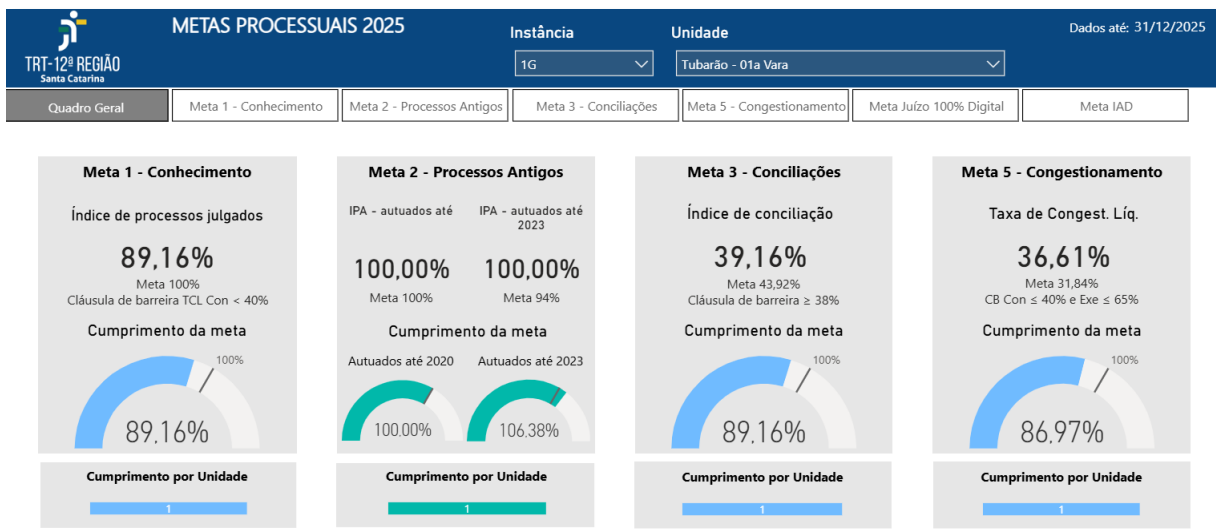 METAS PROCESSUAIS 2025
Instância
Unidade
Dados até: 31/12/2025
TRT-12ª REGIÃO
Santa Catarina
1G
Tubarão - 01a Vara
Quadro Geral
Meta 1 - Conhecimento
Meta 2 - Processos Antigos
Meta 3 - Conciliações
Meta 5 - Congestionamento
Meta Juízo 100% Digital
Meta IAD
Meta 1 - Conhecimento
Índice de processos julgados
89,16%
Meta 100%
Cláusula de barreira TCL Con < 40%
Cumprimento da meta
100%
89,16%
Cumprimento por Unidade
1
Meta 2 - Processos Antigos
IPA - autuados até
IPA - autuados até
2023
100,00%
100,00%
Meta 100%
Meta 94%
Cumprimento da meta
Autuados até 2020
Autuados até 2023
100,00%
106,38%
Cumprimento por Unidade
1
Meta 3 - Conciliações
Índice de conciliação
39,16%
Meta 43,92%
Cláusula de barreira ≥ 38%
Cumprimento da meta
100%
89,16%
Cumprimento por Unidade
1
Meta 5 - Congestionamento
Taxa de Congest. Líq.
36,61%
Meta 31,84%
CB Con ≤ 40% e Exe ≤ 65%
Cumprimento da meta
100%
86,97%
Cumprimento por Unidade
1